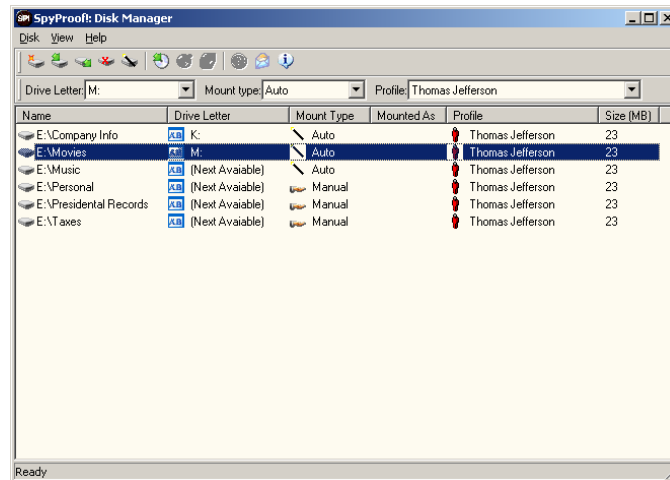 SPI SpyProof!: Disk Manager
Disk View Help
Drive Letter: M: Mount type: Auto Profile: Thomas Jefferson
Name Drive Letter Mount Type Mounted As Profile Size (MB)
E:\Company Info K: Auto Thomas Jefferson 23
E:\Movies M: Auto Thomas Jefferson 23
E:\Music (Next Avaiable) Auto Thomas Jefferson 23
E:\Personal (Next Avaiable) Manual Thomas Jefferson 23
E:\Presidental Records (Next Avaiable) Manual Thomas Jefferson 23
E:\Taxes (Next Avaiable) Manual Thomas Jefferson 23
Ready